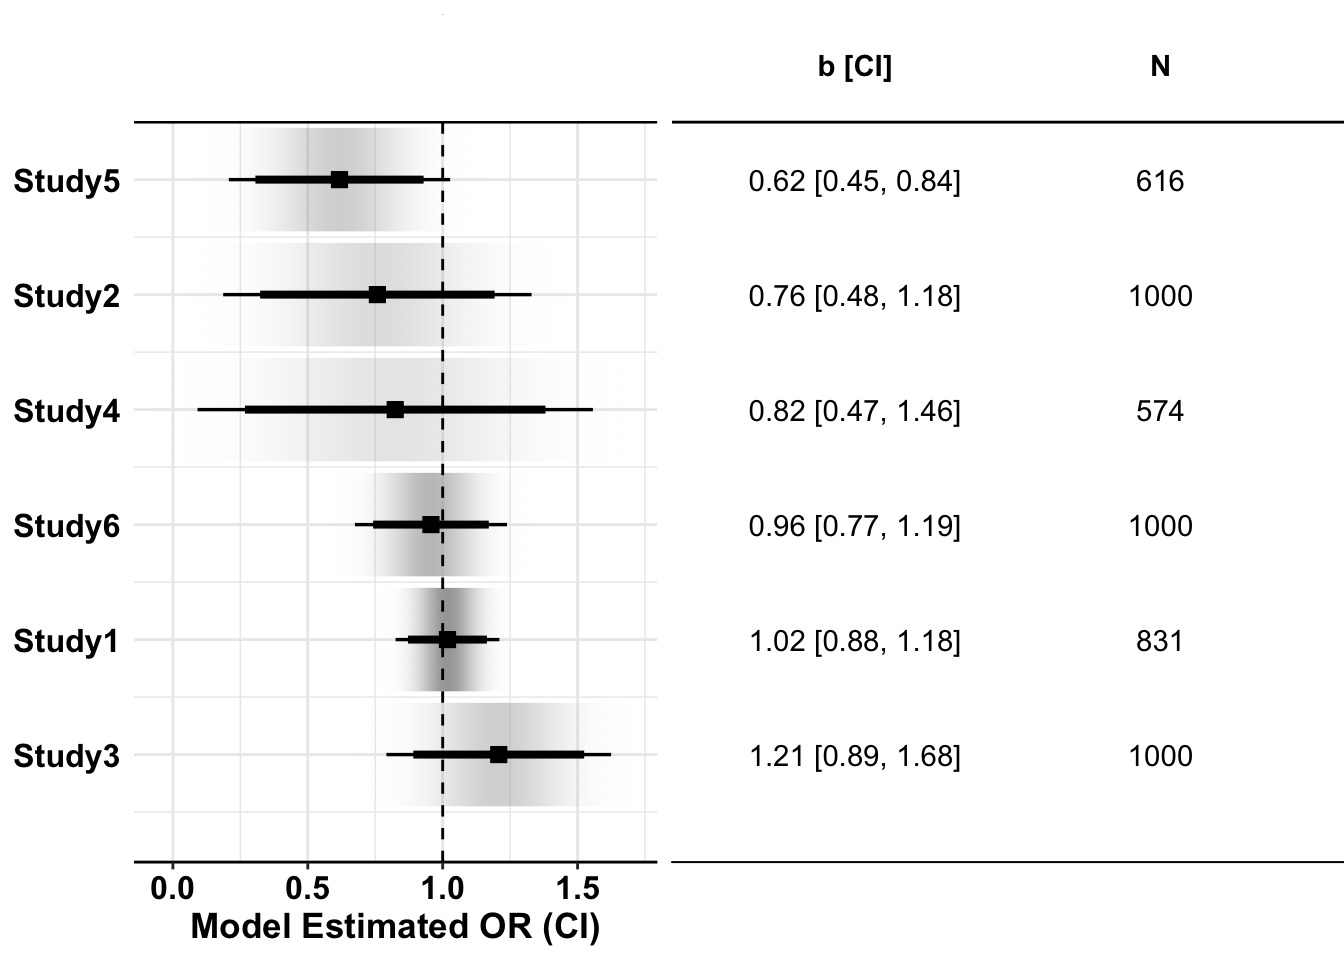 b [CI] N
Study5 0.62 [0.45, 0.84] 616
Study2 0.76 [0.48, 1.18] 1000
Study4 0.82 [0.47, 1.46] 574
Study6 0.96 [0.77, 1.19] 1000
Study1 1.02 [0.88, 1.18] 831
Study3 1.21 [0.89, 1.68] 1000
0.0 0.5 1.0 1.5
Model Estimated OR (CI)